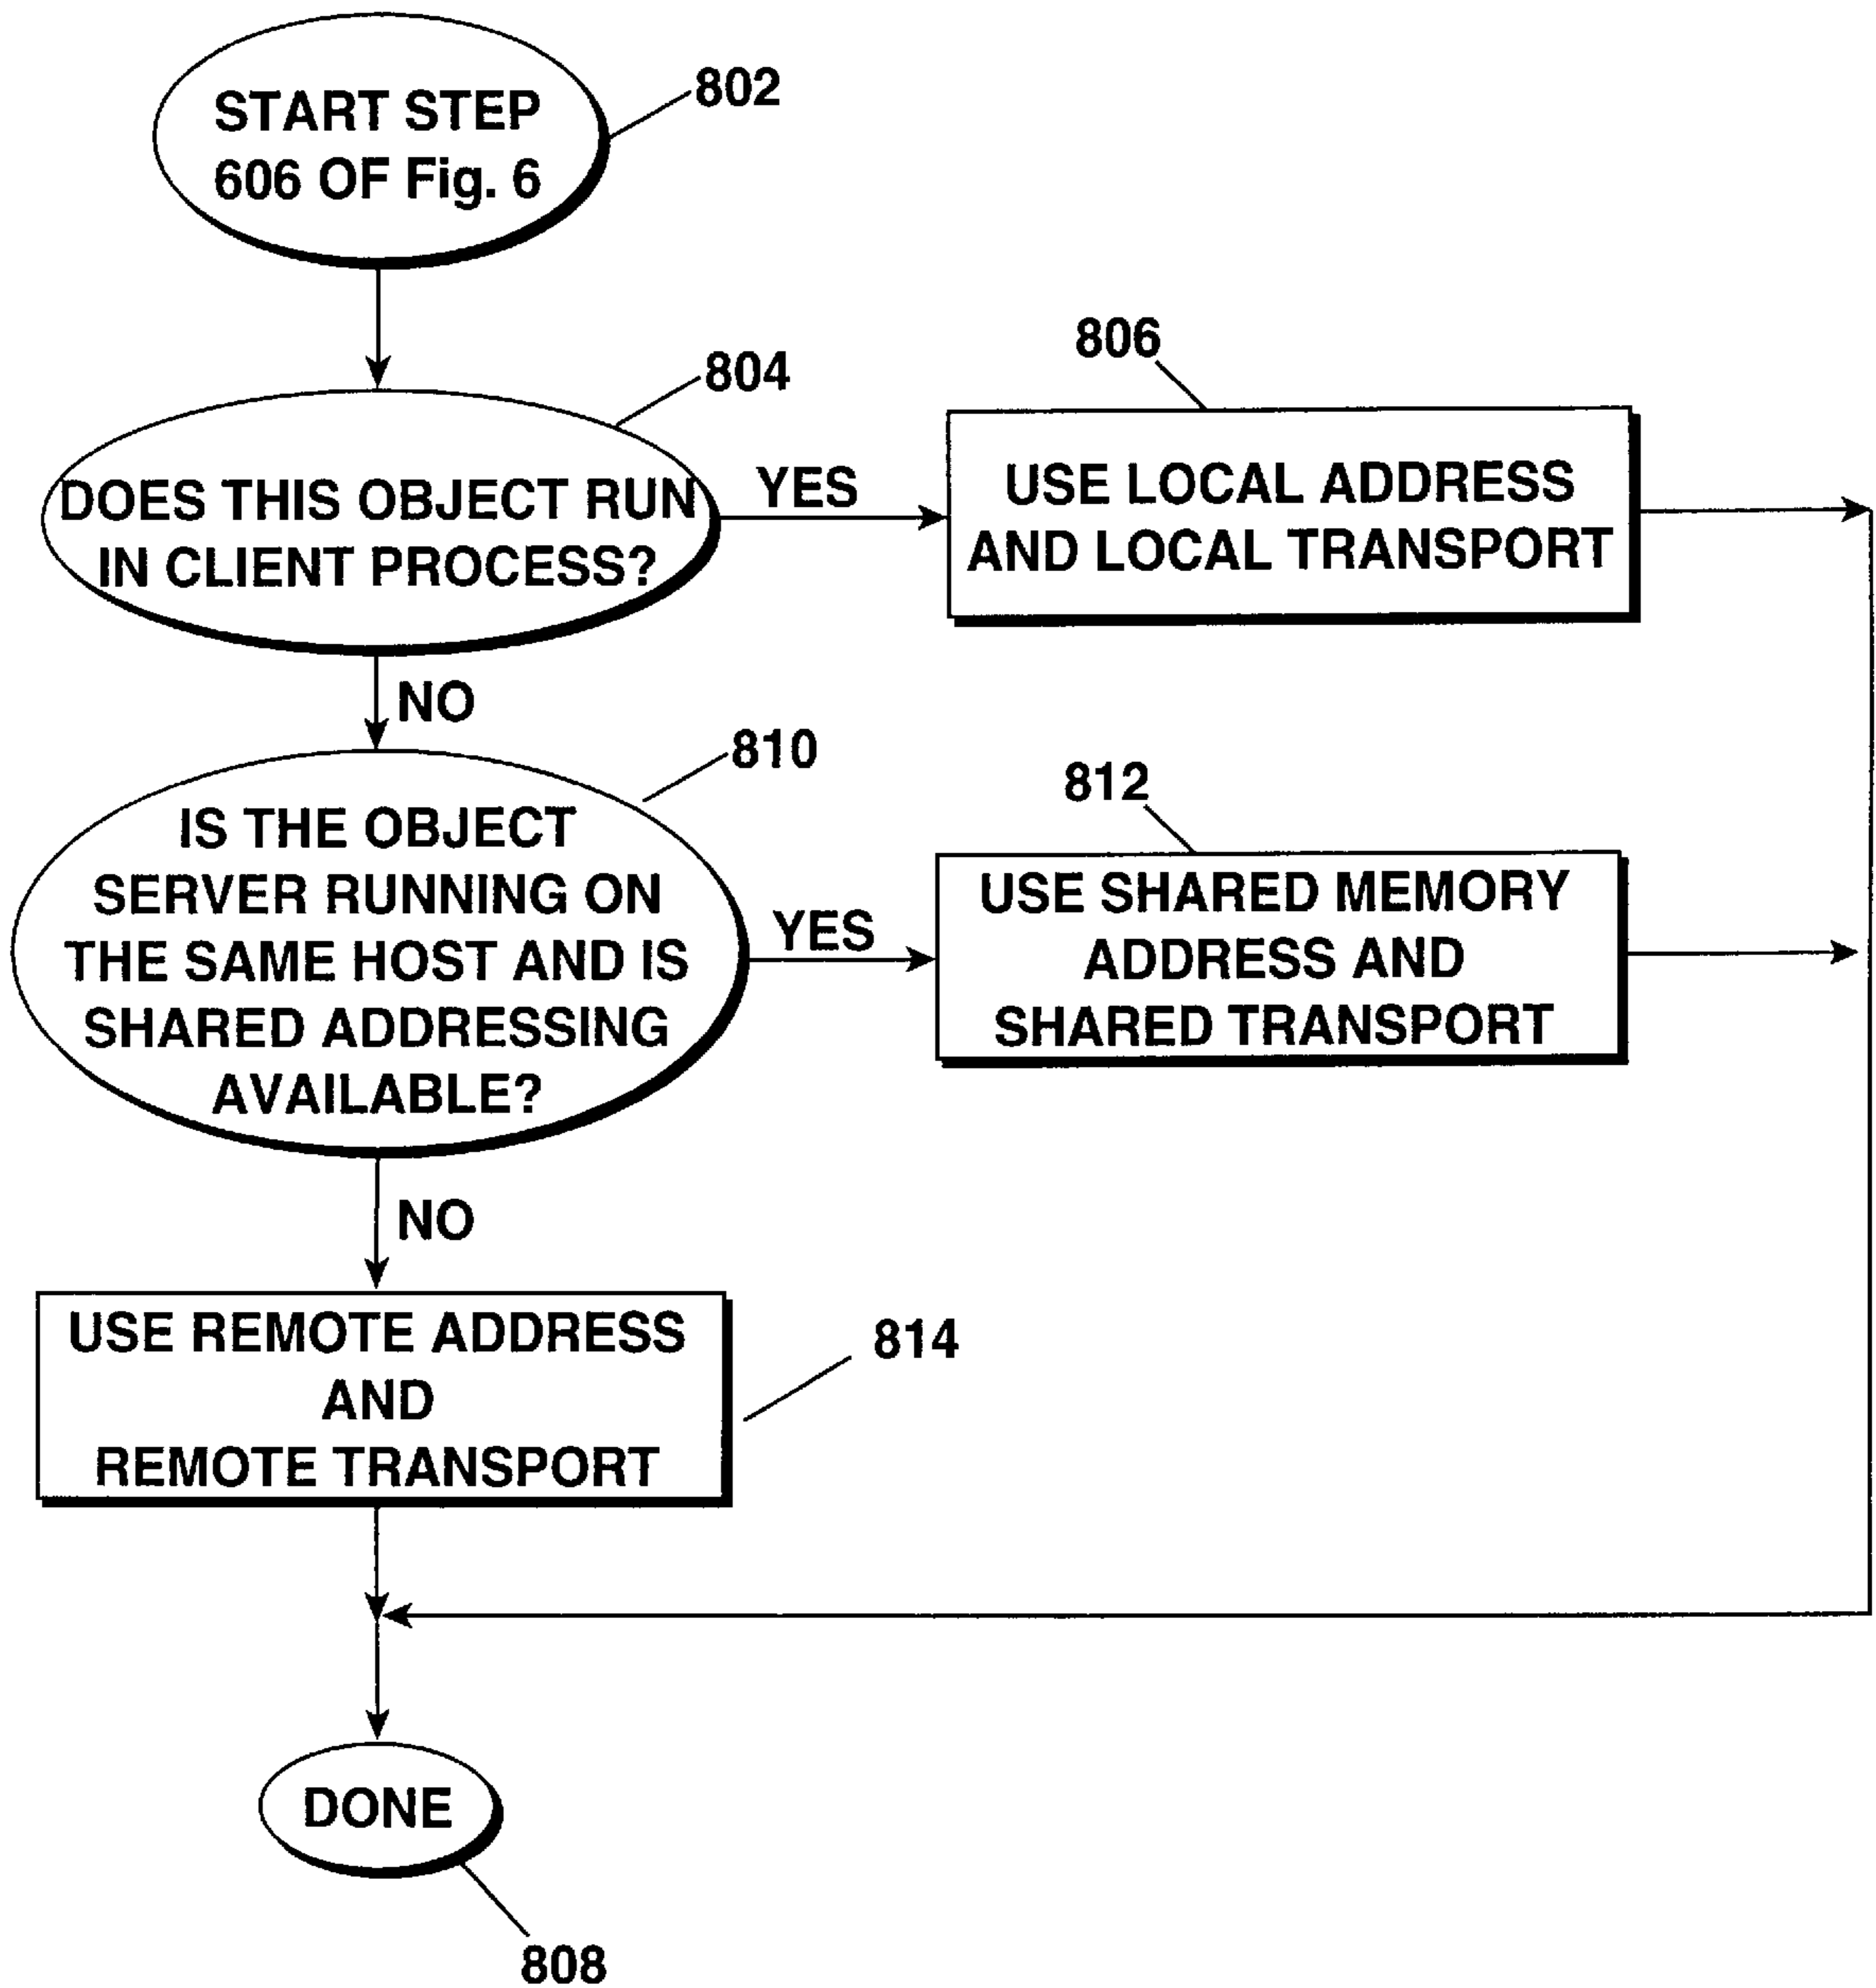 START STEP
606 OF Fig. 6
802
804
DOES THIS OBJECT RUN
IN CLIENT PROCESS?
YES
806
USE LOCAL ADDRESS
AND LOCAL TRANSPORT
NO
810
IS THE OBJECT
SERVER RUNNING ON
THE SAME HOST AND IS
SHARED ADDRESSING
AVAILABLE?
YES
812
USE SHARED MEMORY
ADDRESS AND
SHARED TRANSPORT
NO
USE REMOTE ADDRESS
AND
REMOTE TRANSPORT
814
DONE
808